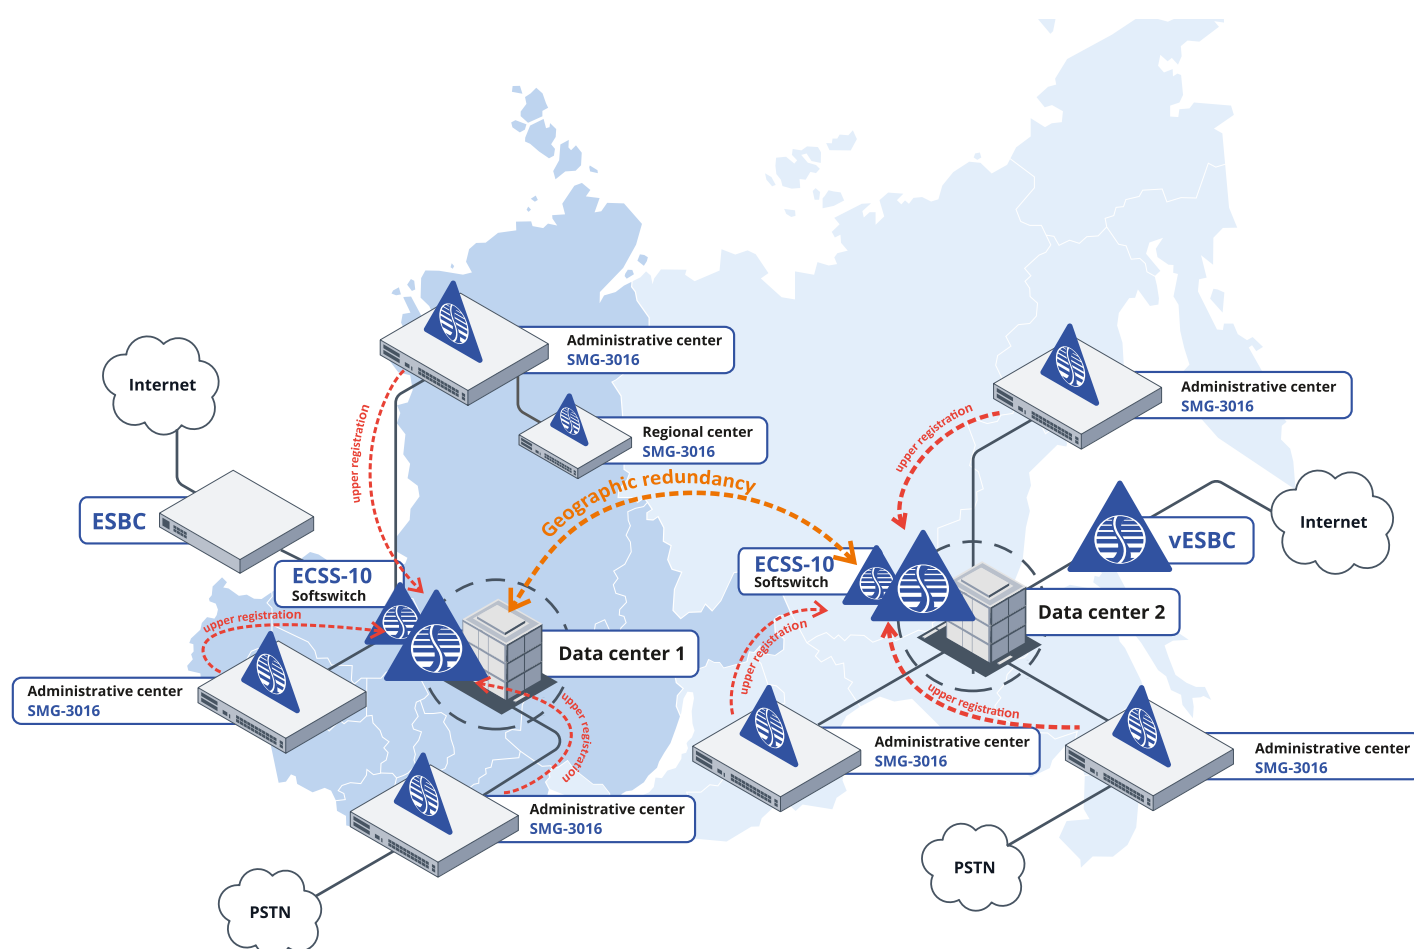 Administrative center
SMG-3016
Internet
upper registration
Regional center
SMG-3016
Geographic redundancy
ESBC
ECSS-10
Softswitch
upper registration
Data center 1
Administrative center
SMG-3016
upper registration
Administrative center
SMG-3016
PSTN
Administrative center
SMG-3016
upper registration
Internet
vESBC
ECSS-10
Softswitch
Data center 2
upper registration
upper registration
Administrative center
SMG-3016
Administrative center
SMG-3016
PSTN